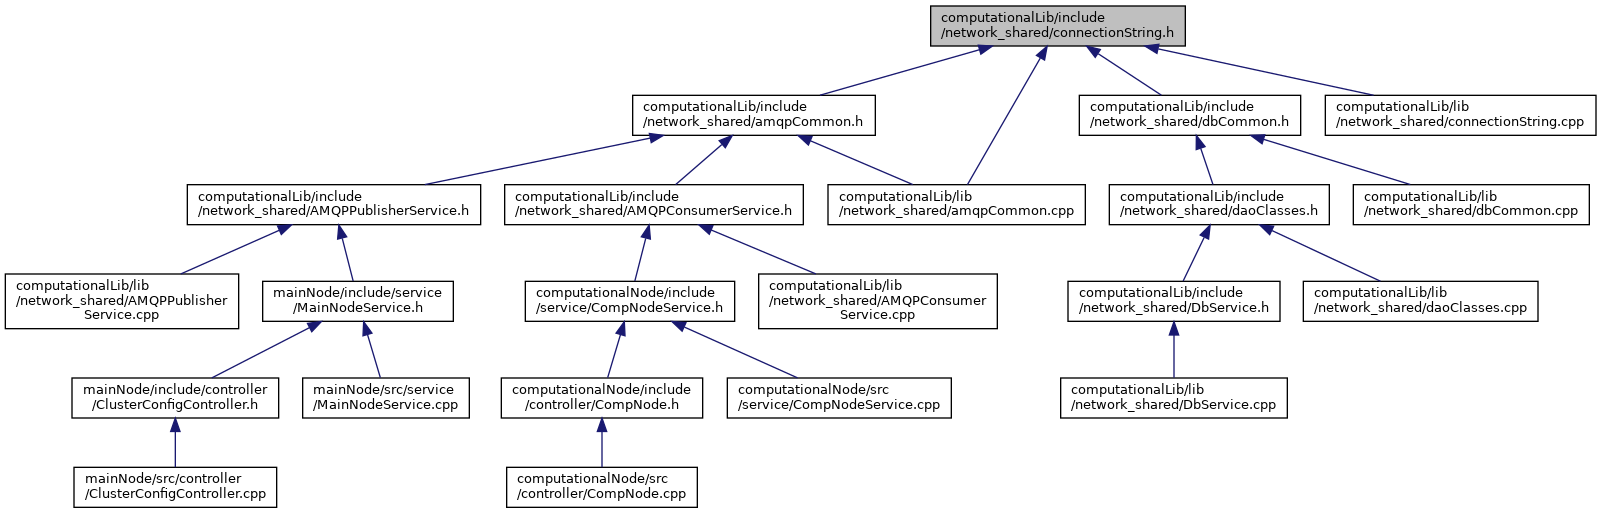 computationalLib/include
/network_shared/connectionString.h
computationalLib/include
/network_shared/amqpCommon.h
computationalLib/include
/network_shared/dbCommon.h
computationalLib/lib
/network_shared/connectionString.cpp
computationalLib/include
/network_shared/AMQPPublisherService.h
computationalLib/include
/network_shared/AMQPConsumerService.h
computationalLib/lib
/network_shared/amqpCommon.cpp
computationalLib/include
/network_shared/daoClasses.h
computationalLib/lib
/network_shared/dbCommon.cpp
computationalLib/lib
/network_shared/AMQPPublisher
Service.cpp
mainNode/include/service
/MainNodeService.h
computationalNode/include
/service/CompNodeService.h
computationalLib/lib
/network_shared/AMQPConsumer
Service.cpp
computationalLib/include
/network_shared/DbService.h
computationalLib/lib
/network_shared/daoClasses.cpp
mainNode/include/controller
/ClusterConfigController.h
mainNode/src/service
/MainNodeService.cpp
computationalNode/include
/controller/CompNode.h
computationalNode/src
/service/CompNodeService.cpp
computationalLib/lib
/network_shared/DbService.cpp
mainNode/src/controller
/ClusterConfigController.cpp
computationalNode/src
/controller/CompNode.cpp